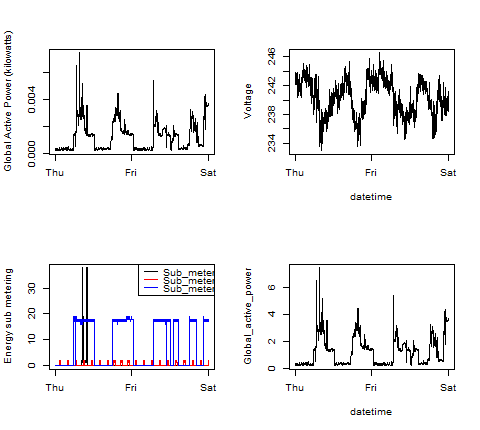 Global Active Power (kilowatts)
0.000
0.004
Thu
Fri
Sat
Voltage
234
238
242
246
Thu
Fri
Sat
datetime
Energy sub metering
0
10
20
30
Sub_meter
Sub_meter
Sub_meter
Thu
Fri
Sat
Global_active_power
0
2
4
6
Thu
Fri
Sat
datetime